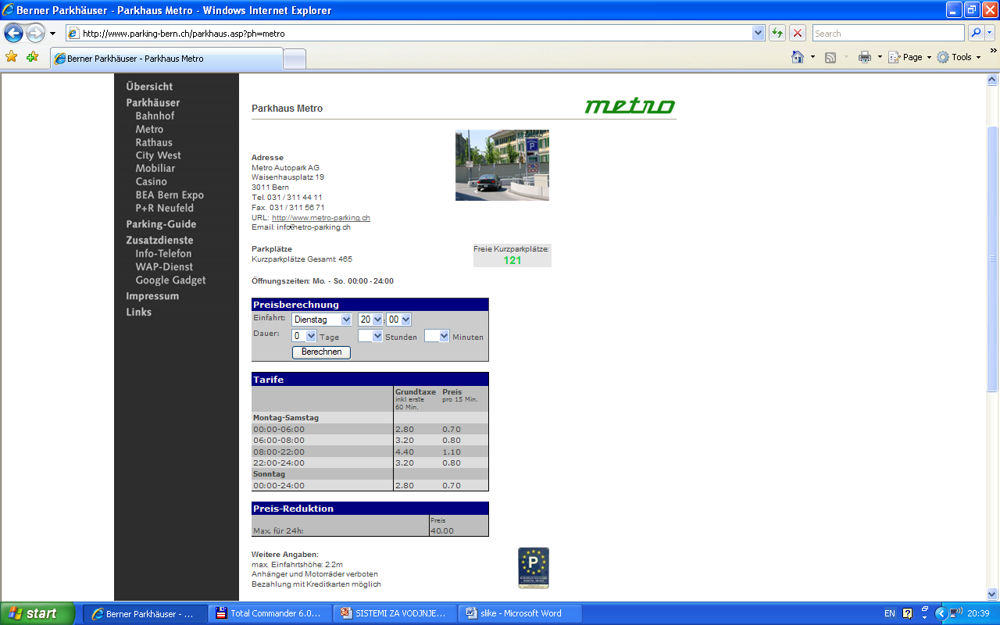 Berner Parkhäuser - Parkhaus Metro - Windows Internet Explorer
http://www.parking-bern.ch/parkhaus.asp?ph=metro
Search
Berner Parkhäuser - Parkhaus Metro
Page
Tools
Übersicht
Parkhäuser
Bahnhof
Metro
Rathaus
City West
Mobiliar
Casino
BEA Bern Expo
P+R Neufeld
Parking-Guide
Zusatzdienste
Info-Telefon
WAP-Dienst
Google Gadget
Impressum
Links
Parkhaus Metro
metro
Adresse
Metro Autopark AG
Waisenhausplatz 19
3011 Bern
Tel. 031 / 311 44 11
Fax. 031 / 311 56 71
URL: http://www.metro-parking.ch
Email: info@metro-parking.ch
P
Parkplätze
Kurzparkplätze Gesamt: 465
Freie Kurzparkplätze:
121
Öffnungszeiten: Mo. - So. 00:00 - 24:00
Preisberechnung
Einfahrt: Dienstag 20 : 00
Dauer: 0 Tage Stunden Minuten
Berechnen
Tarife
Grundtaxe Preis
inkl erste pro 15 Min.
60 Min.
Montag-Samstag
00:00-06:00 2.80 0.70
06:00-08:00 3.20 0.80
08:00-22:00 4.40 1.10
22:00-24:00 3.20 0.80
Sonntag
00:00-24:00 2.80 0.70
Preis-Reduktion
Preis
Max. für 24h: 40.00
Weitere Angaben:
max. Einfahrtshöhe: 2.2m
Anhänger und Motorräder verboten
Bezahlung mit Kreditkarten möglich
P
start
Berner Parkhäuser - ...
Total Commander 6.0...
SISTEMI ZA VODJNJE...
slike - Microsoft Word
EN
20:39